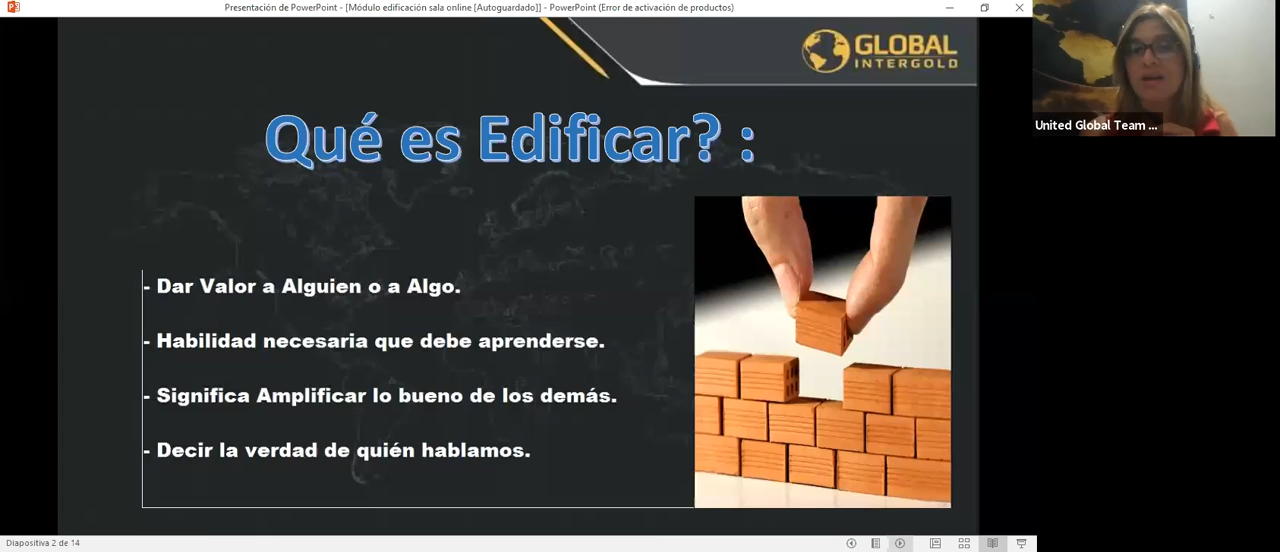 Presentación de PowerPoint - [Módulo edificación sala online [Autoguardado]] - PowerPoint (Error de activación de productos)
GLOBAL
INTERGOLD
United Global Team ...
Qué es Edificar? :
- Dar Valor a Alguien o a Algo.
- Habilidad necesaria que debe aprenderse.
- Significa Amplificar lo bueno de los demás.
- Decir la verdad de quién hablamos.
Diapositiva 2 de 14